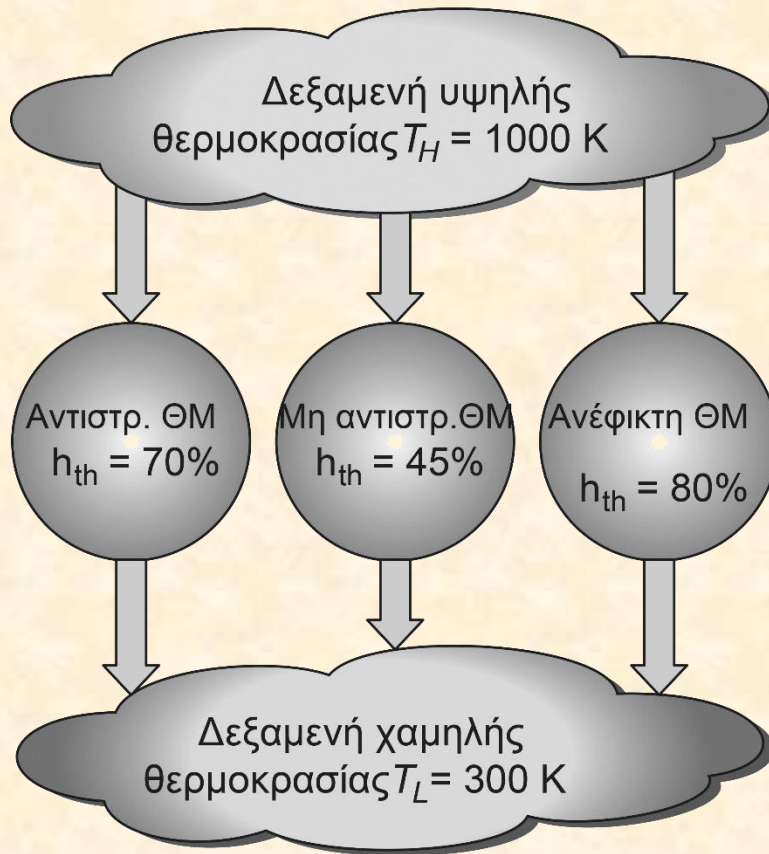 Δεξαμενή υψηλής
θερμοκρασίας T_H = 1000 K
Αντιστρ. ΘΜ
h_th = 70%
Μη αντιστρ.ΘΜ
h_th = 45%
Ανέφικτη ΘΜ
h_th = 80%
Δεξαμενή χαμηλής
θερμοκρασίας T_L = 300 K